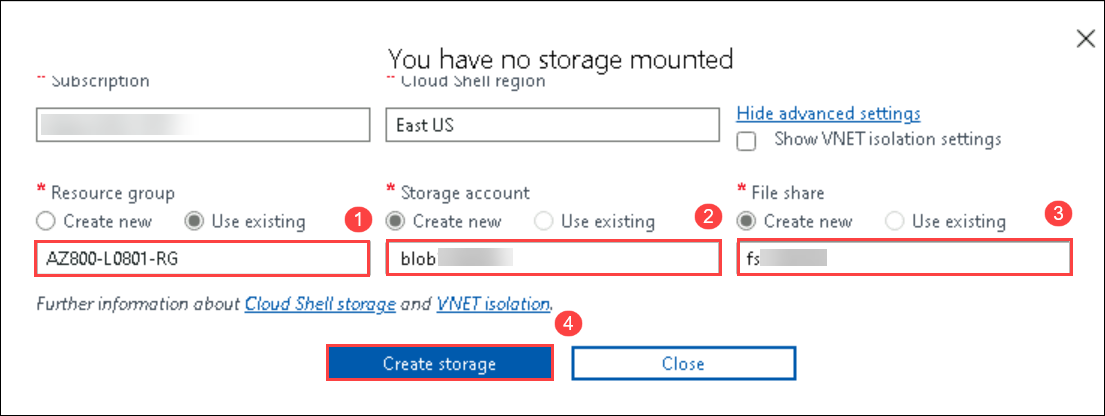 You have no storage mounted
* Subscription
* Cloud Shell region
East US
Hide advanced settings
Show VNET isolation settings
* Resource group
* Storage account
* File share
Create new Use existing 1
Create new Use existing 2
Create new Use existing 3
AZ800-L0801-RG
blob
fs
Further information about Cloud Shell storage and VNET isolation.
4
Create storage
Close